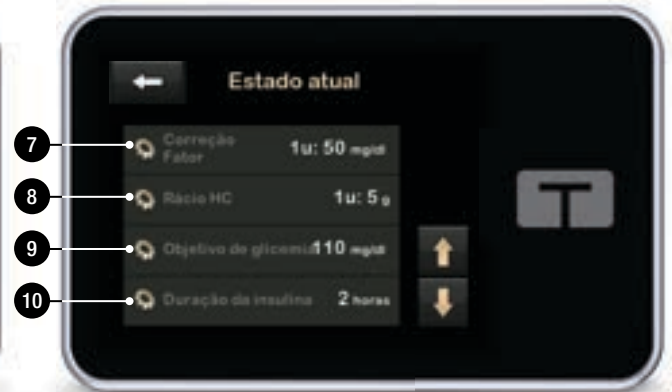 Estado atual
7 Correção Fator 1u: 50 mg/dl
8 Rácio HC 1u: 5 g
9 Objetivo de glicemia 110 mg/dl
10 Duração da insulina 2 horas
T